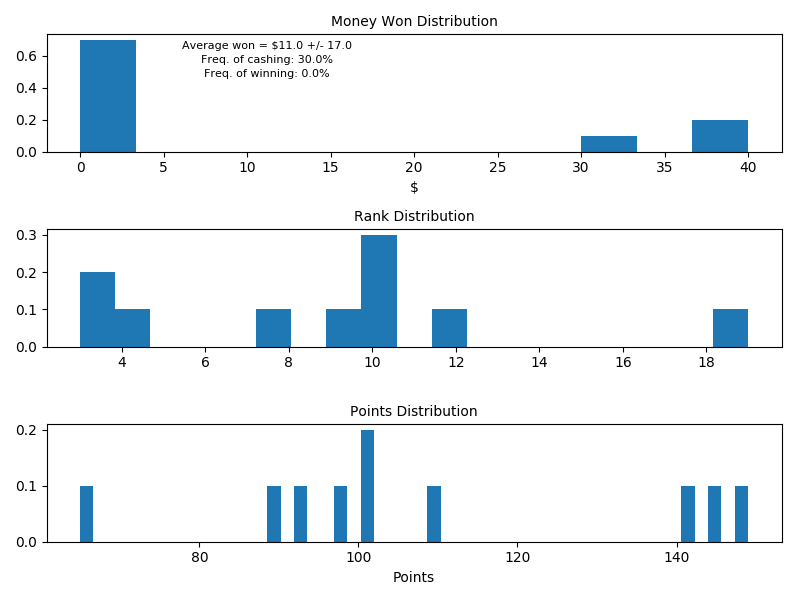 Money Won Distribution
Average won = $11.0 +/- 17.0
Freq. of cashing: 30.0%
Freq. of winning: 0.0%
0.6
0.4
0.2
0.0
0 5 10 15 20 25 30 35 40
$
Rank Distribution
0.3
0.2
0.1
0.0
4 6 8 10 12 14 16 18
Points Distribution
0.2
0.1
0.0
80 100 120 140
Points